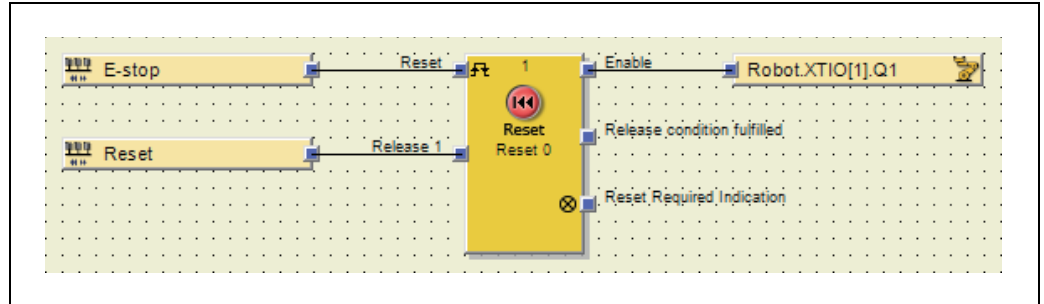 E-stop
Reset
1
Enable
Robot.XTIO[1].Q1
Reset
Release condition fulfilled
Reset
Release 1
Reset 0
Reset Required Indication